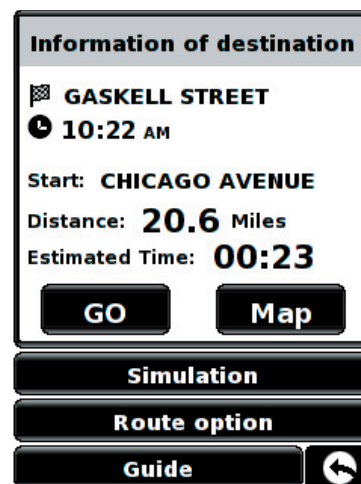 Information of destination
GASKELL STREET
10:22 AM
Start: CHICAGO AVENUE
Distance: 20.6 Miles
Estimated Time: 00:23
GO Map
Simulation
Route option
Guide